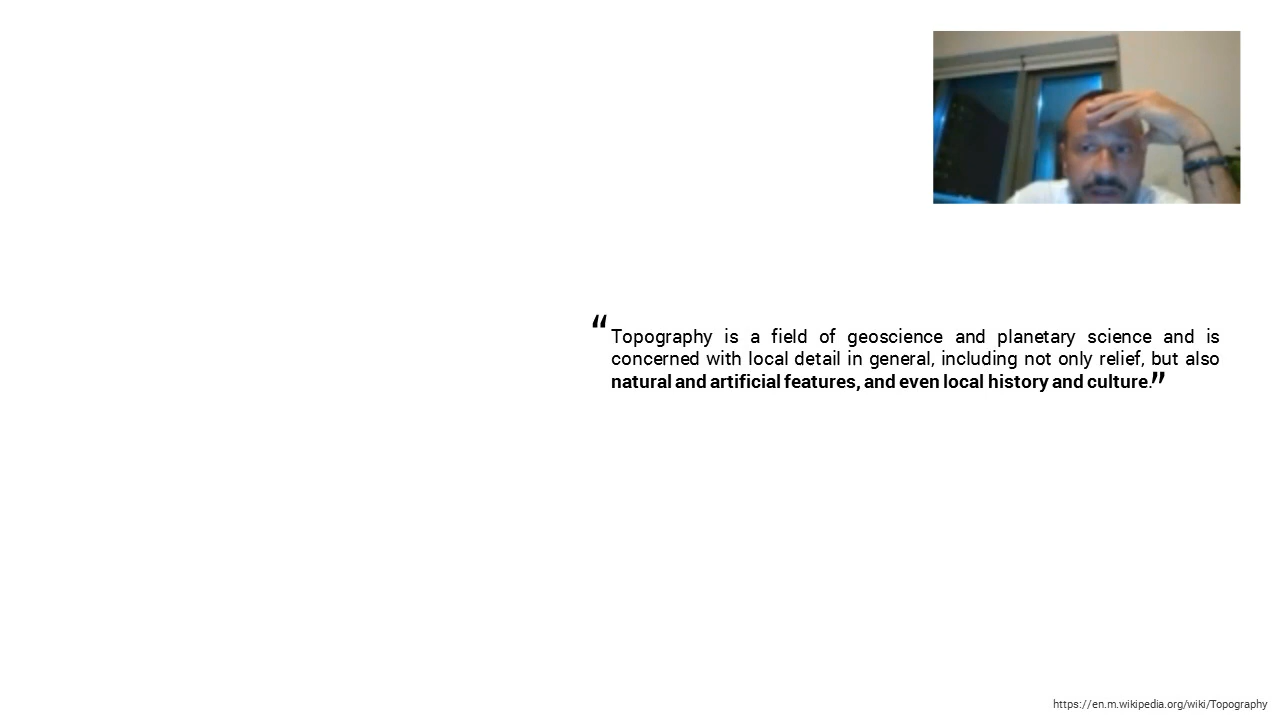 “Topography is a field of geoscience and planetary science and is
concerned with local detail in general, including not only relief, but also
natural and artificial features, and even local history and culture.”
https://en.m.wikipedia.org/wiki/Topography